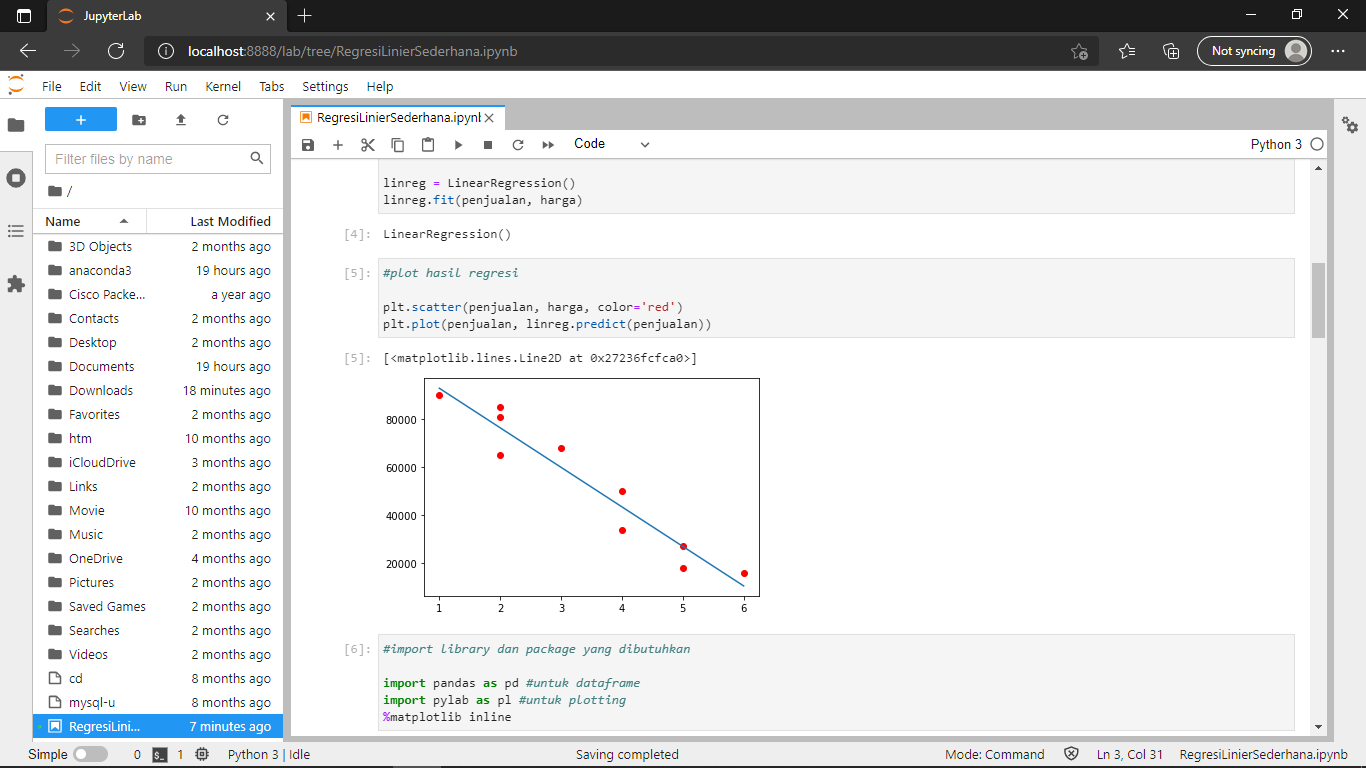 JupyterLab
localhost:8888/lab/tree/RegresiLinierSederhana.ipynb
Not syncing
File Edit View Run Kernel Tabs Settings Help
Filter files by name
/
Name Last Modified
3D Objects 2 months ago
anaconda3 19 hours ago
Cisco Packe... a year ago
Contacts 2 months ago
Desktop 2 months ago
Documents 19 hours ago
Downloads 18 minutes ago
Favorites 2 months ago
htm 10 months ago
iCloudDrive 3 months ago
Links 2 months ago
Movie 10 months ago
Music 2 months ago
OneDrive 4 months ago
Pictures 2 months ago
Saved Games 2 months ago
Searches 2 months ago
Videos 2 months ago
cd 8 months ago
mysql-u 8 months ago
RegresiLini... 7 minutes ago
RegresiLinierSederhana.ipynb
Code
Python 3
linreg = LinearRegression()
linreg.fit(penjualan, harga)
[4]: LinearRegression()
[5]: #plot hasil regresi
plt.scatter(penjualan, harga, color='red')
plt.plot(penjualan, linreg.predict(penjualan))
[5]: [<matplotlib.lines.Line2D at 0x27236fcfca0>]
80000
60000
40000
20000
1 2 3 4 5 6
[6]: #import library dan package yang dibutuhkan
import pandas as pd #untuk dataframe
import pylab as pl #untuk plotting
%matplotlib inline
Simple 0 1 Python 3 | Idle Saving completed Mode: Command Ln 3, Col 31 RegresiLinierSederhana.ipynb